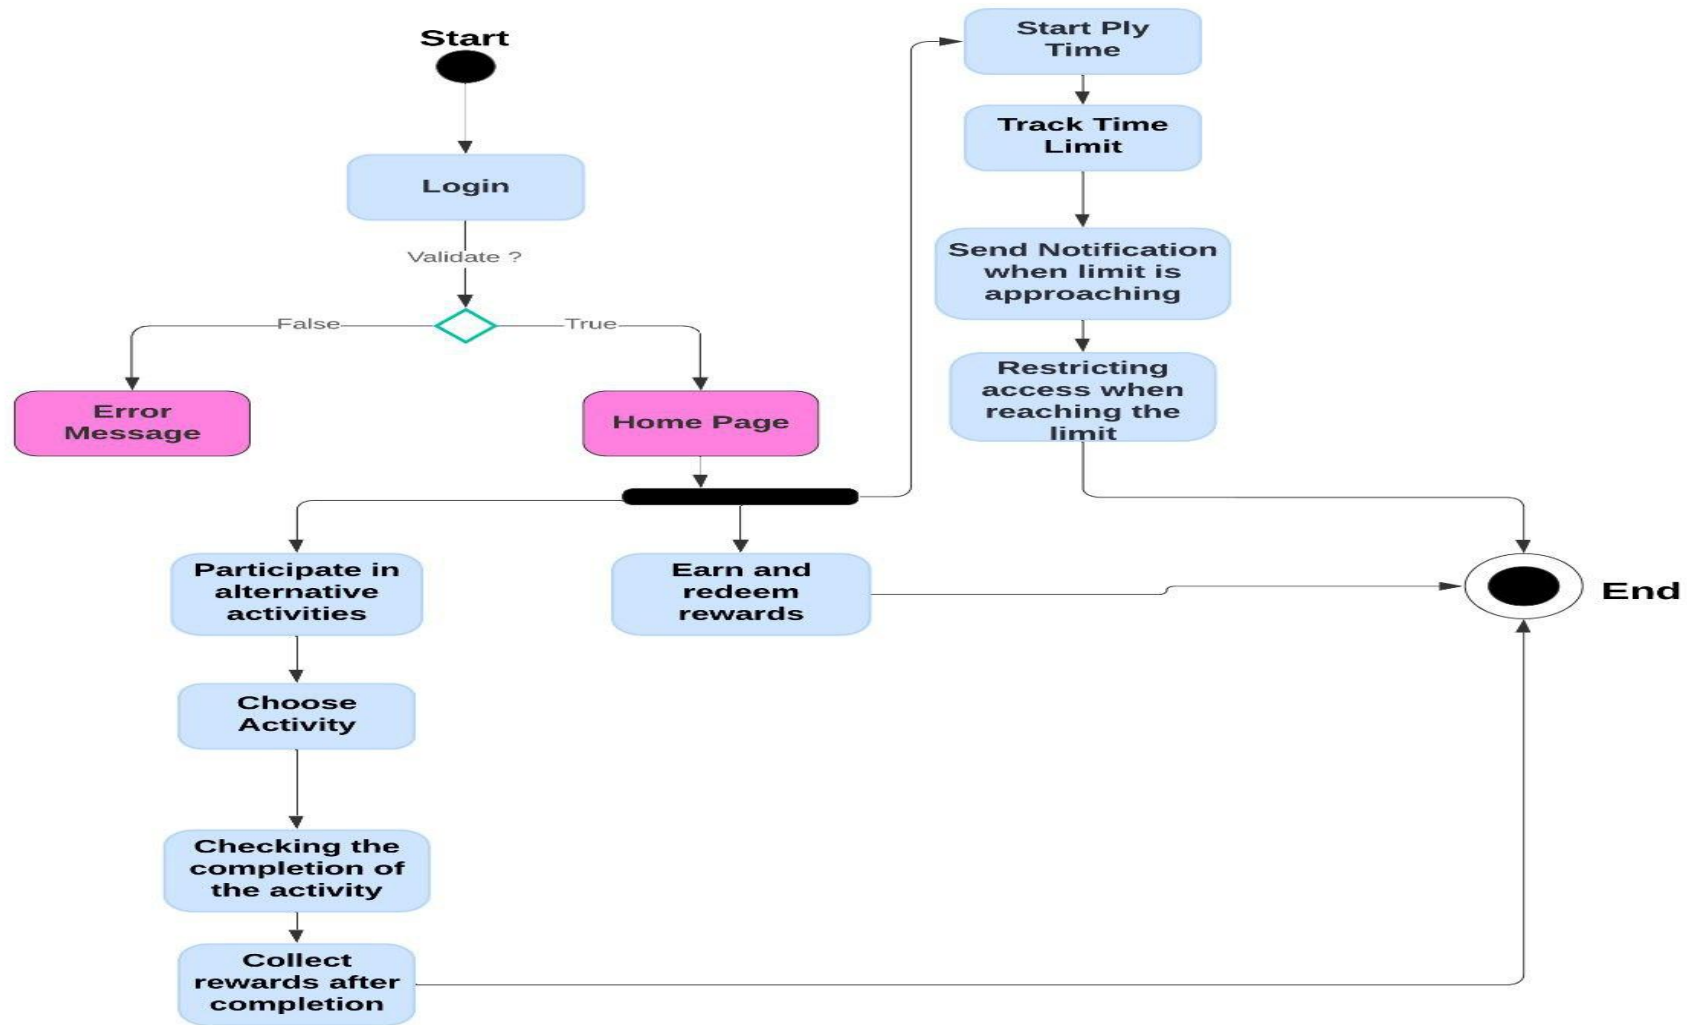 Start
Login
Validate ?
False
True
Error
Message
Home Page
Start Ply
Time
Track Time
Limit
Send Notification
when limit is
approaching
Restricting
access when
reaching the
limit
Participate in
alternative
activities
Choose
Activity
Checking the
completion of
the activity
Collect
rewards after
completion
Earn and
redeem
rewards
End